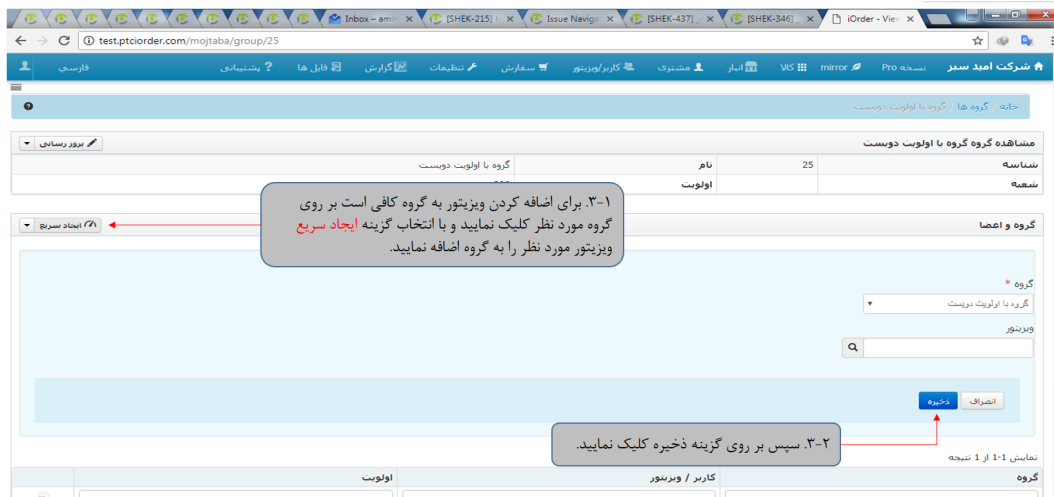 Inbox – amir
[SHEK-215]
Issue Naviga
[SHEK-437]
[SHEK-346]
iOrder - View
test.ptciorder.com/mojtaba/group/25
شرکت امید سبز
نسخه Pro
mirror
کالا VIS
انبار
مشتری
کاربر/ویزیتور
سفارش
تنظیمات
گزارش
فایل ها
پشتیبانی
فارسي
خانه / گروه ها / گروه با اولویت دویست
مشاهده گروه گروه با اولویت دویست
بروز رسانی
شناسه 25 نام گروه با اولویت دویست
شعبه اولویت
۳-۱. برای اضافه کردن ویزیتور به گروه کافی است بر روی
گروه مورد نظر کلیک نمایید و با انتخاب گزینه ایجاد سریع
ویزیتور مورد نظر را به گروه اضافه نمایید.
گروه و اعضا
ایجاد سریع
گروه *
گروه با اولویت دویست
ویزیتور
ذخیره انصراف
۳-۲. سپس بر روی گزینه ذخیره کلیک نمایید.
نمایش 1-1 از 1 نتیجه
گروه کاربر / ویزیتور اولویت